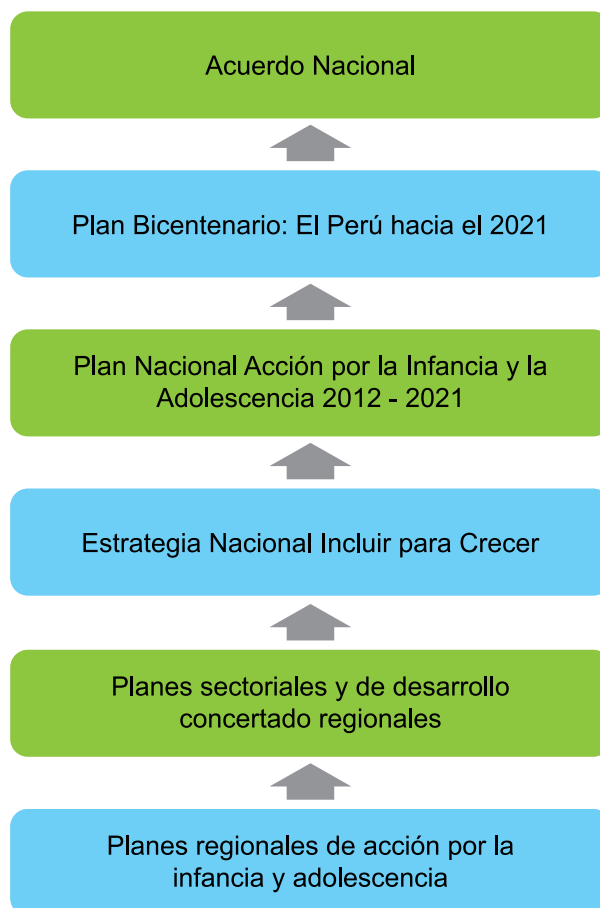 Acuerdo Nacional
Plan Bicentenario: El Perú hacia el 2021
Plan Nacional Acción por la Infancia y la
Adolescencia 2012 - 2021
Estrategia Nacional Incluir para Crecer
Planes sectoriales y de desarrollo
concertado regionales
Planes regionales de acción por la
infancia y adolescencia